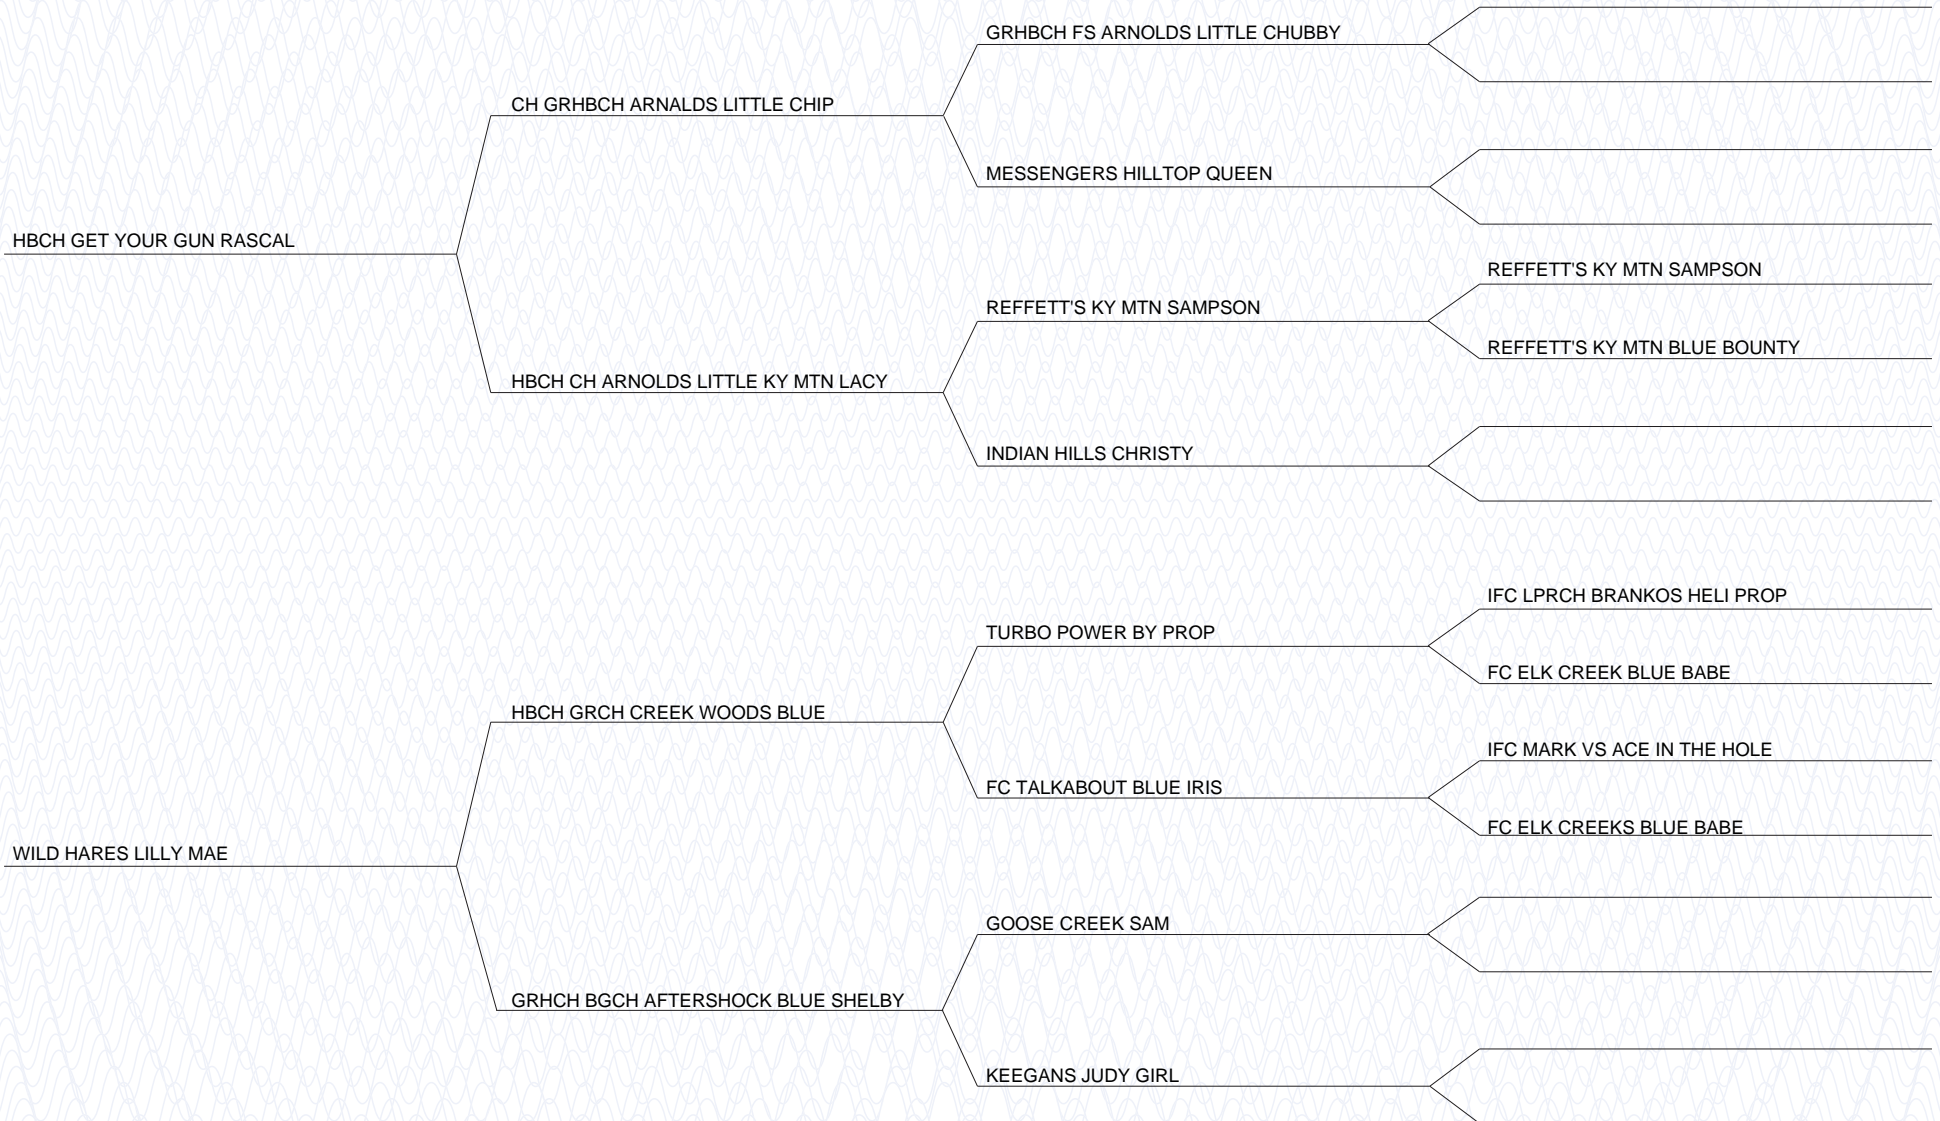 GRHBCH FS ARNOLDS LITTLE CHUBBY
CH GRHBCH ARNALDS LITTLE CHIP
MESSENGERS HILLTOP QUEEN
HBCH GET YOUR GUN RASCAL
REFFETT'S KY MTN SAMPSON
REFFETT'S KY MTN SAMPSON
REFFETT'S KY MTN BLUE BOUNTY
HBCH CH ARNOLDS LITTLE KY MTN LACY
INDIAN HILLS CHRISTY
IFC LPRCH BRANKOS HELI PROP
TURBO POWER BY PROP
FC ELK CREEK BLUE BABE
HBCH GRCH CREEK WOODS BLUE
IFC MARK VS ACE IN THE HOLE
FC TALKABOUT BLUE IRIS
FC ELK CREEKS BLUE BABE
WILD HARES LILLY MAE
GOOSE CREEK SAM
GRHCH BGCH AFTERSHOCK BLUE SHELBY
KEEGANS JUDY GIRL